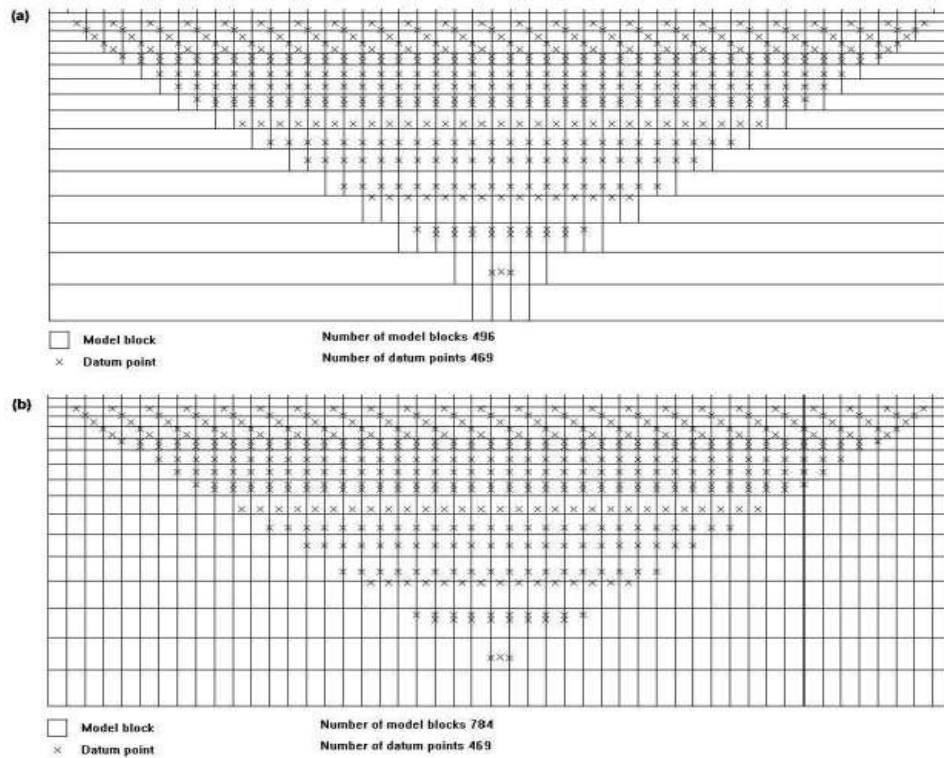 (a)
Model block
Number of model blocks 496
× Datum point
Number of datum points 469
(b)
Model block
Number of model blocks 784
× Datum point
Number of datum points 469